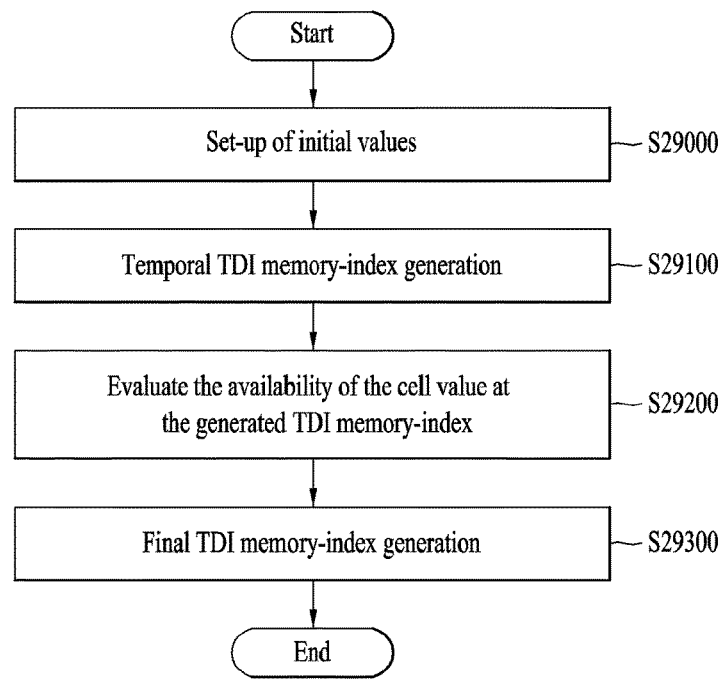 Start
Set-up of initial values
S29000
Temporal TDI memory-index generation
S29100
Evaluate the availability of the cell value at
the generated TDI memory-index
S29200
Final TDI memory-index generation
S29300
End